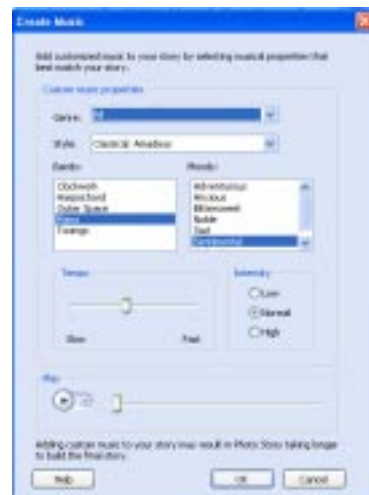 Create Music
Add customized music to your story by selecting musical properties that
best match your story.
Custom music properties
Genre: All
Style: Classical: Amadeus
Bands: Moods:
Clockwork Adventurous
Harpsichord Anxious
Outer Space Bittersweet
Piano Noble
Twangy Sad
Sentimental
Tempo Intensity
Low
Normal
High
Slow Fast
Play
Adding custom music to your story may result in Photo Story taking longer
to build the final story.
Help OK Cancel